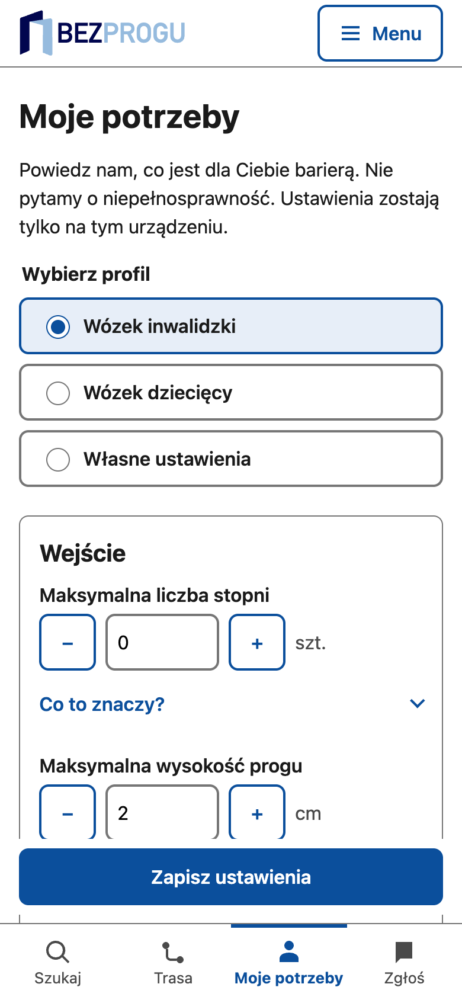 BEZPROGU
Menu
Moje potrzeby
Powiedz nam, co jest dla Ciebie barierą. Nie
pytamy o niepełnosprawność. Ustawienia zostają
tylko na tym urządzeniu.
Wybierz profil
Wózek inwalidzki
Wózek dziecięcy
Własne ustawienia
Wejście
Maksymalna liczba stopni
– 0 + szt.
Co to znaczy?
Maksymalna wysokość progu
– 2 + cm
Zapisz ustawienia
Szukaj Trasa Moje potrzeby Zgłoś